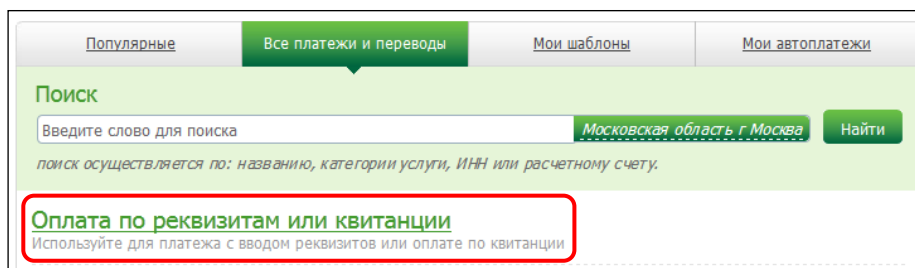 Популярные
Все платежи и переводы
Мои шаблоны
Мои автоплатежи
Поиск
Введите слово для поиска
Московская область г Москва
Найти
поиск осуществляется по: названию, категории услуги, ИНН или расчетному счету.
Оплата по реквизитам или квитанции
Используйте для платежа с вводом реквизитов или оплате по квитанции